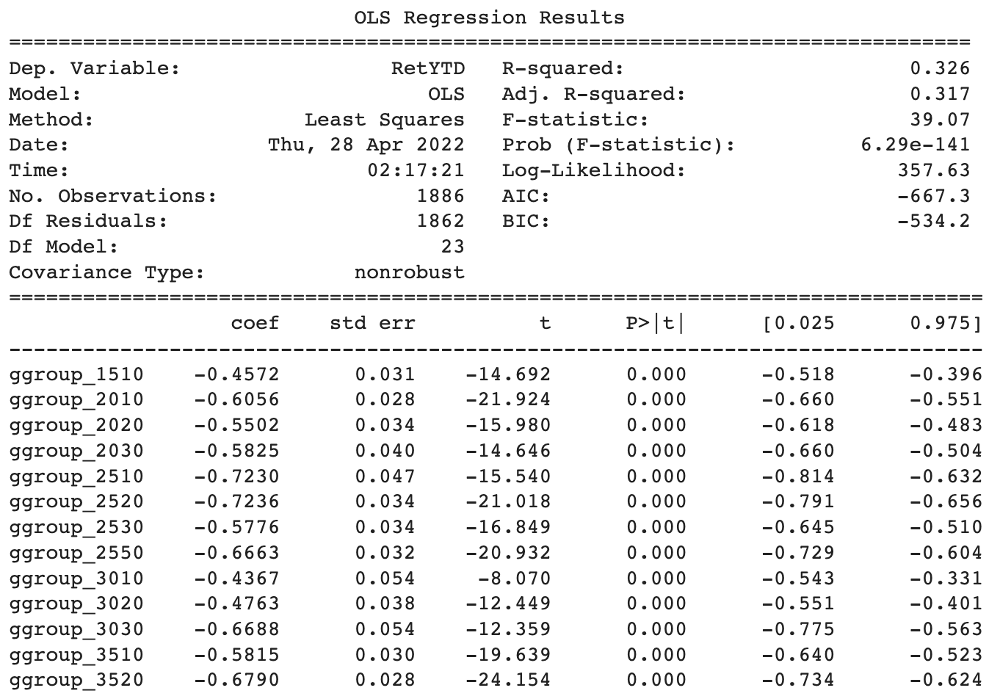 OLS Regression Results
==============================================================================
Dep. Variable: RetYTD R-squared: 0.326
Model: OLS Adj. R-squared: 0.317
Method: Least Squares F-statistic: 39.07
Date: Thu, 28 Apr 2022 Prob (F-statistic): 6.29e-141
Time: 02:17:21 Log-Likelihood: 357.63
No. Observations: 1886 AIC: -667.3
Df Residuals: 1862 BIC: -534.2
Df Model: 23
Covariance Type: nonrobust
===============================================================================
coef std err t P>|t| [0.025 0.975]
-------------------------------------------------------------------------------
ggroup_1510 -0.4572 0.031 -14.692 0.000 -0.518 -0.396
ggroup_2010 -0.6056 0.028 -21.924 0.000 -0.660 -0.551
ggroup_2020 -0.5502 0.034 -15.980 0.000 -0.618 -0.483
ggroup_2030 -0.5825 0.040 -14.646 0.000 -0.660 -0.504
ggroup_2510 -0.7230 0.047 -15.540 0.000 -0.814 -0.632
ggroup_2520 -0.7236 0.034 -21.018 0.000 -0.791 -0.656
ggroup_2530 -0.5776 0.034 -16.849 0.000 -0.645 -0.510
ggroup_2550 -0.6663 0.032 -20.932 0.000 -0.729 -0.604
ggroup_3010 -0.4367 0.054 -8.070 0.000 -0.543 -0.331
ggroup_3020 -0.4763 0.038 -12.449 0.000 -0.551 -0.401
ggroup_3030 -0.6688 0.054 -12.359 0.000 -0.775 -0.563
ggroup_3510 -0.5815 0.030 -19.639 0.000 -0.640 -0.523
ggroup_3520 -0.6790 0.028 -24.154 0.000 -0.734 -0.624